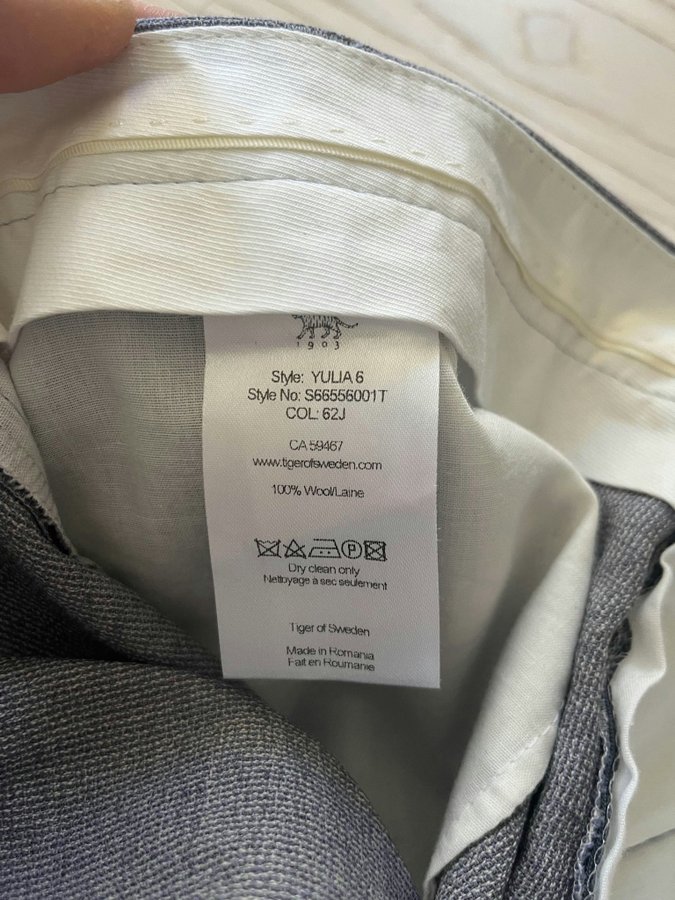 1903
Style: YULIA 6
Style No: S66556001T
COL: 62J
CA 59467
www.tigerofsweden.com
100% Wool/Laine
P
Dry clean only
Nettoyage à sec seulement
Tiger of Sweden
Made in Romania
Fait en Roumanie